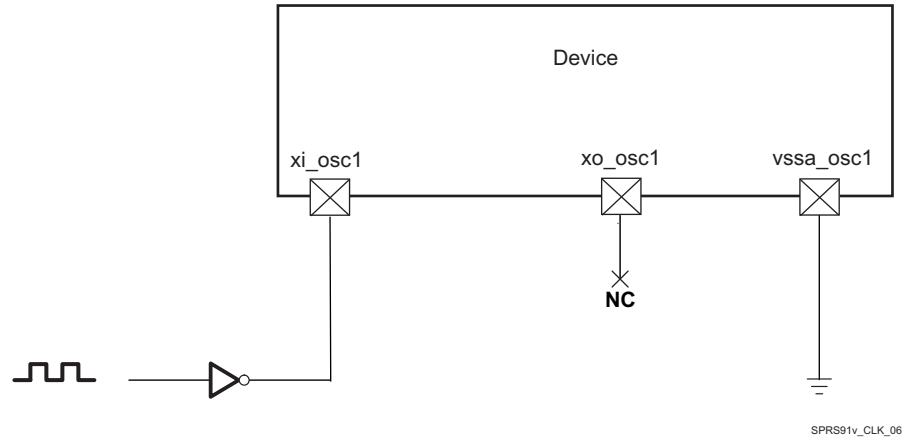 Device
xi_osc1
xo_osc1
vssa_osc1
NC
SPRS91v_CLK_06